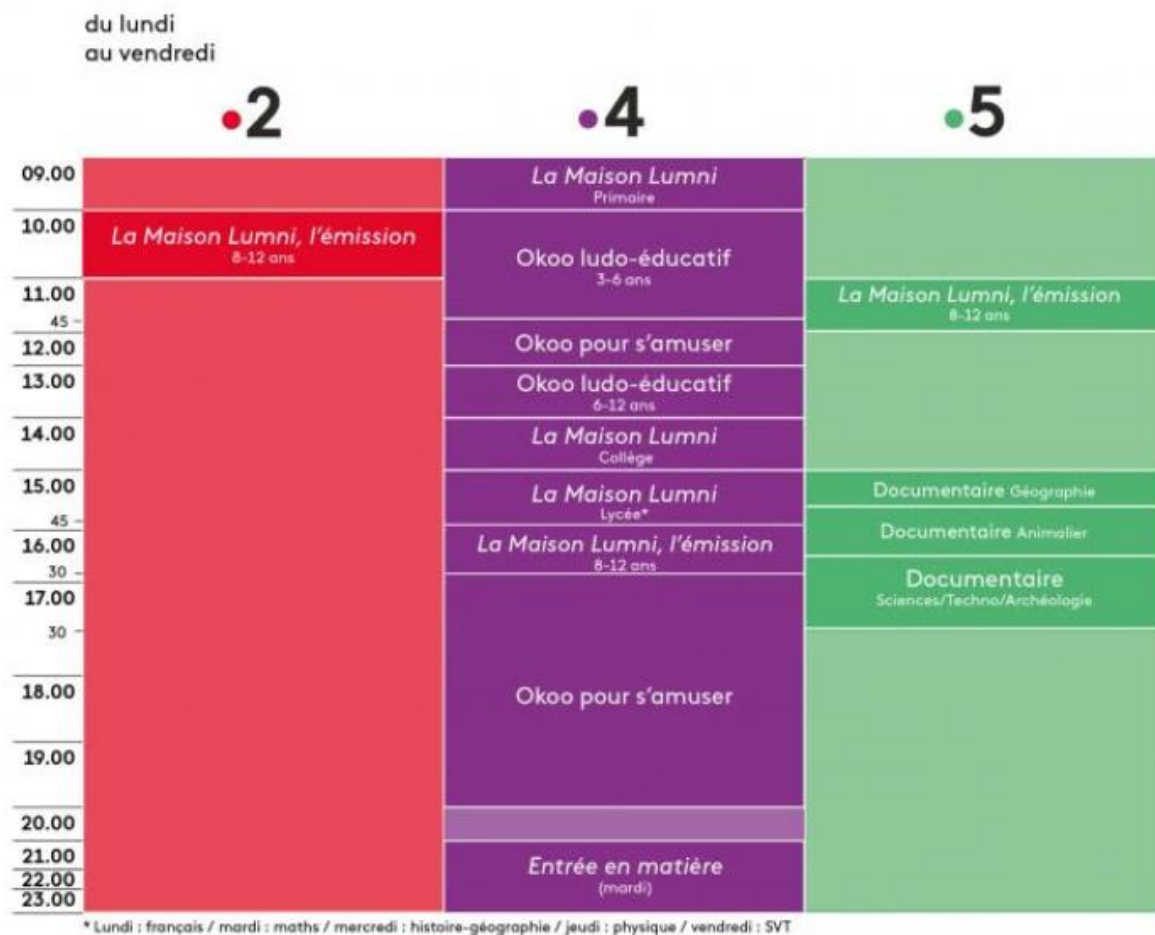 du lundi
au vendredi
2
4
5
09.00
La Maison Lumni
Primaire
10.00
La Maison Lumni, l'émission
8-12 ans
Okoo ludo-éducatif
3-6 ans
11.00
La Maison Lumni, l'émission
8-12 ans
45
12.00
Okoo pour s'amuser
13.00
Okoo ludo-éducatif
6-12 ans
14.00
La Maison Lumni
Collège
15.00
La Maison Lumni
Lycée*
Documentaire Géographie
45
16.00
La Maison Lumni, l'émission
8-12 ans
Documentaire Animalier
30
17.00
Documentaire
Sciences/Techno/Archéologie
30
18.00
Okoo pour s'amuser
19.00
20.00
21.00
22.00
23.00
Entrée en matière
(mardi)
* Lundi : français / mardi : maths / mercredi : histoire-géographie / jeudi : physique / vendredi : SVT